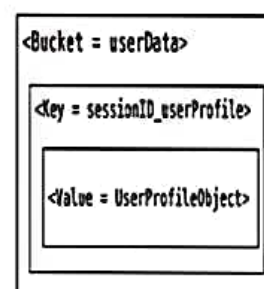 <Bucket = userData>
<Key = sessionID_userProfile>
<Value = UserProfileObject>